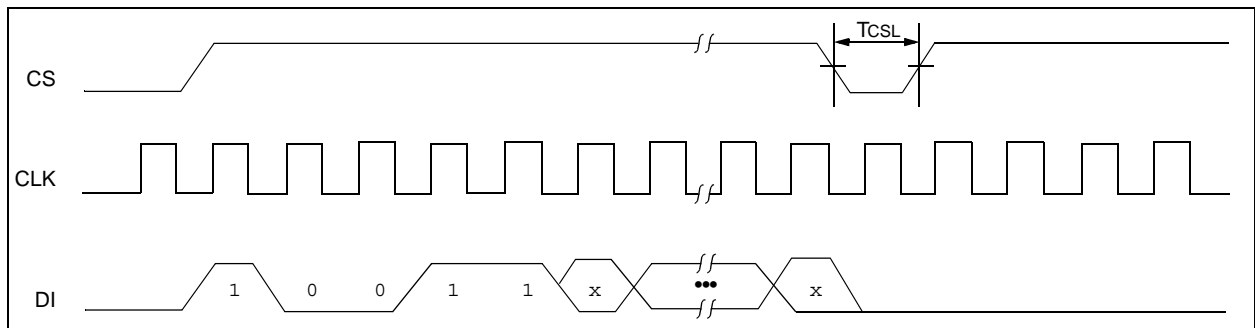 TCSL
CS
CLK
DI
1 0 0 1 1 x ••• x